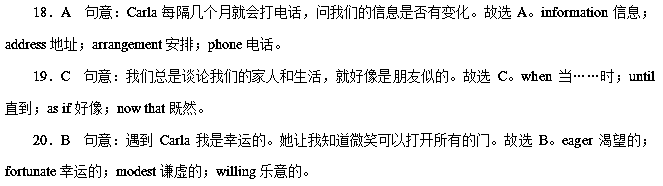 18．A　句意：Carla 每隔几个月就会打电话，问我们的信息是否有变化。故选 A。information 信息；
address 地址；arrangement 安排；phone 电话。
19．C　句意：我们总是谈论我们的家人和生活，就好像是朋友似的。故选 C。when 当……时；until
直到；as if 好像；now that 既然。
20．B　句意：遇到 Carla 我是幸运的。她让我知道微笑可以打开所有的门。故选 B。eager 渴望的；
fortunate 幸运的；modest 谦虚的；willing 乐意的。